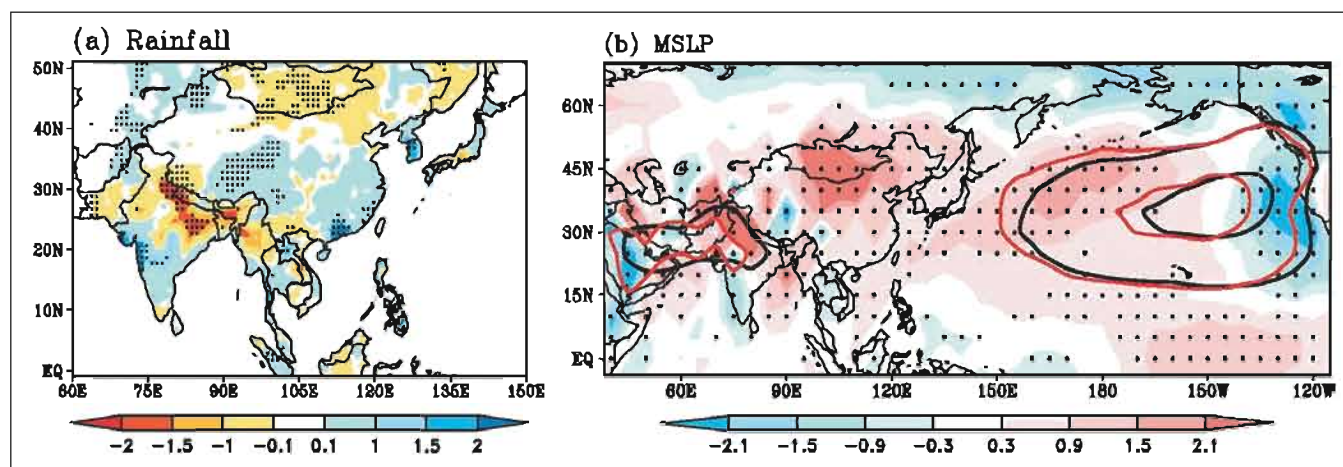 (a) Rainfall
50N
40N
30N
20N
10N
EQ
60E 75E 90E 105E 120E 135E 150E
-2 -1.5 -1 -0.1 0.1 1 1.5 2
(b) MSLP
60N
45N
30N
15N
EQ
60E 90E 120E 150E 180 150W 120W
-2.1 -1.5 -0.9 -0.3 0.3 0.9 1.5 2.1